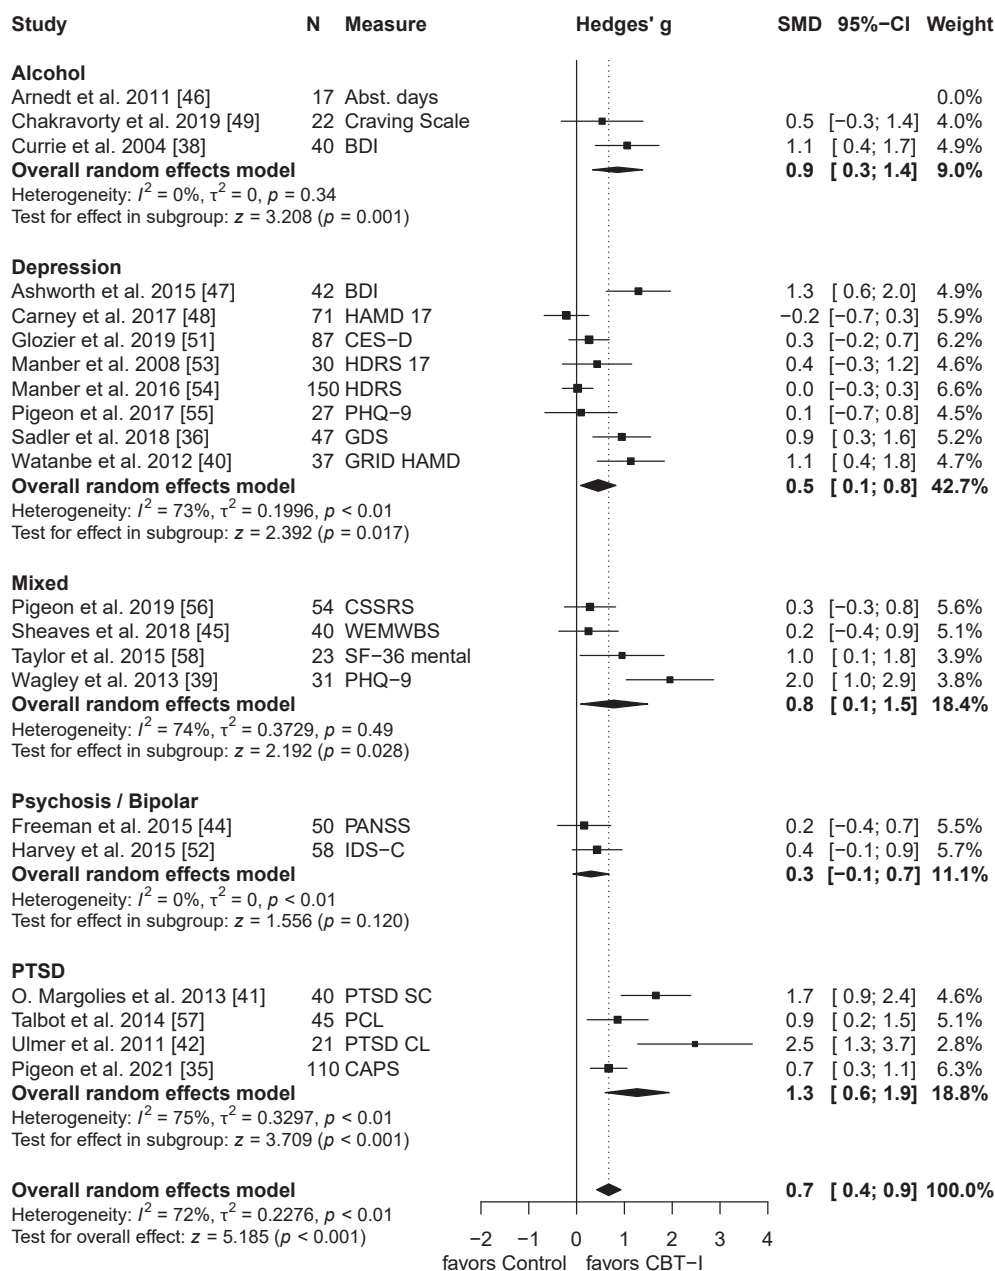 Study N Measure Hedges' g SMD 95%−CI Weight
Alcohol
Arnedt et al. 2011 [46] 17 Abst. days 0.0%
Chakravorty et al. 2019 [49] 22 Craving Scale 0.5 [−0.3; 1.4] 4.0%
Currie et al. 2004 [38] 40 BDI 1.1 [ 0.4; 1.7] 4.9%
Overall random effects model 0.9 [ 0.3; 1.4] 9.0%
Heterogeneity: I² = 0%, τ² = 0, p = 0.34
Test for effect in subgroup: z = 3.208 (p = 0.001)
Depression
Ashworth et al. 2015 [47] 42 BDI 1.3 [ 0.6; 2.0] 4.9%
Carney et al. 2017 [48] 71 HAMD 17 −0.2 [−0.7; 0.3] 5.9%
Glozier et al. 2019 [51] 87 CES−D 0.3 [−0.2; 0.7] 6.2%
Manber et al. 2008 [53] 30 HDRS 17 0.4 [−0.3; 1.2] 4.6%
Manber et al. 2016 [54] 150 HDRS 0.0 [−0.3; 0.3] 6.6%
Pigeon et al. 2017 [55] 27 PHQ−9 0.1 [−0.7; 0.8] 4.5%
Sadler et al. 2018 [36] 47 GDS 0.9 [ 0.3; 1.6] 5.2%
Watanbe et al. 2012 [40] 37 GRID HAMD 1.1 [ 0.4; 1.8] 4.7%
Overall random effects model 0.5 [ 0.1; 0.8] 42.7%
Heterogeneity: I² = 73%, τ² = 0.1996, p < 0.01
Test for effect in subgroup: z = 2.392 (p = 0.017)
Mixed
Pigeon et al. 2019 [56] 54 CSSRS 0.3 [−0.3; 0.8] 5.6%
Sheaves et al. 2018 [45] 40 WEMWBS 0.2 [−0.4; 0.9] 5.1%
Taylor et al. 2015 [58] 23 SF−36 mental 1.0 [ 0.1; 1.8] 3.9%
Wagley et al. 2013 [39] 31 PHQ−9 2.0 [ 1.0; 2.9] 3.8%
Overall random effects model 0.8 [ 0.1; 1.5] 18.4%
Heterogeneity: I² = 74%, τ² = 0.3729, p = 0.49
Test for effect in subgroup: z = 2.192 (p = 0.028)
Psychosis / Bipolar
Freeman et al. 2015 [44] 50 PANSS 0.2 [−0.4; 0.7] 5.5%
Harvey et al. 2015 [52] 58 IDS−C 0.4 [−0.1; 0.9] 5.7%
Overall random effects model 0.3 [−0.1; 0.7] 11.1%
Heterogeneity: I² = 0%, τ² = 0, p < 0.01
Test for effect in subgroup: z = 1.556 (p = 0.120)
PTSD
O. Margolies et al. 2013 [41] 40 PTSD SC 1.7 [ 0.9; 2.4] 4.6%
Talbot et al. 2014 [57] 45 PCL 0.9 [ 0.2; 1.5] 5.1%
Ulmer et al. 2011 [42] 21 PTSD CL 2.5 [ 1.3; 3.7] 2.8%
Pigeon et al. 2021 [35] 110 CAPS 0.7 [ 0.3; 1.1] 6.3%
Overall random effects model 1.3 [ 0.6; 1.9] 18.8%
Heterogeneity: I² = 75%, τ² = 0.3297, p < 0.01
Test for effect in subgroup: z = 3.709 (p < 0.001)
Overall random effects model 0.7 [ 0.4; 0.9] 100.0%
Heterogeneity: I² = 72%, τ² = 0.2276, p < 0.01
Test for overall effect: z = 5.185 (p < 0.001)
−2 −1 0 1 2 3 4
favors Control favors CBT−I